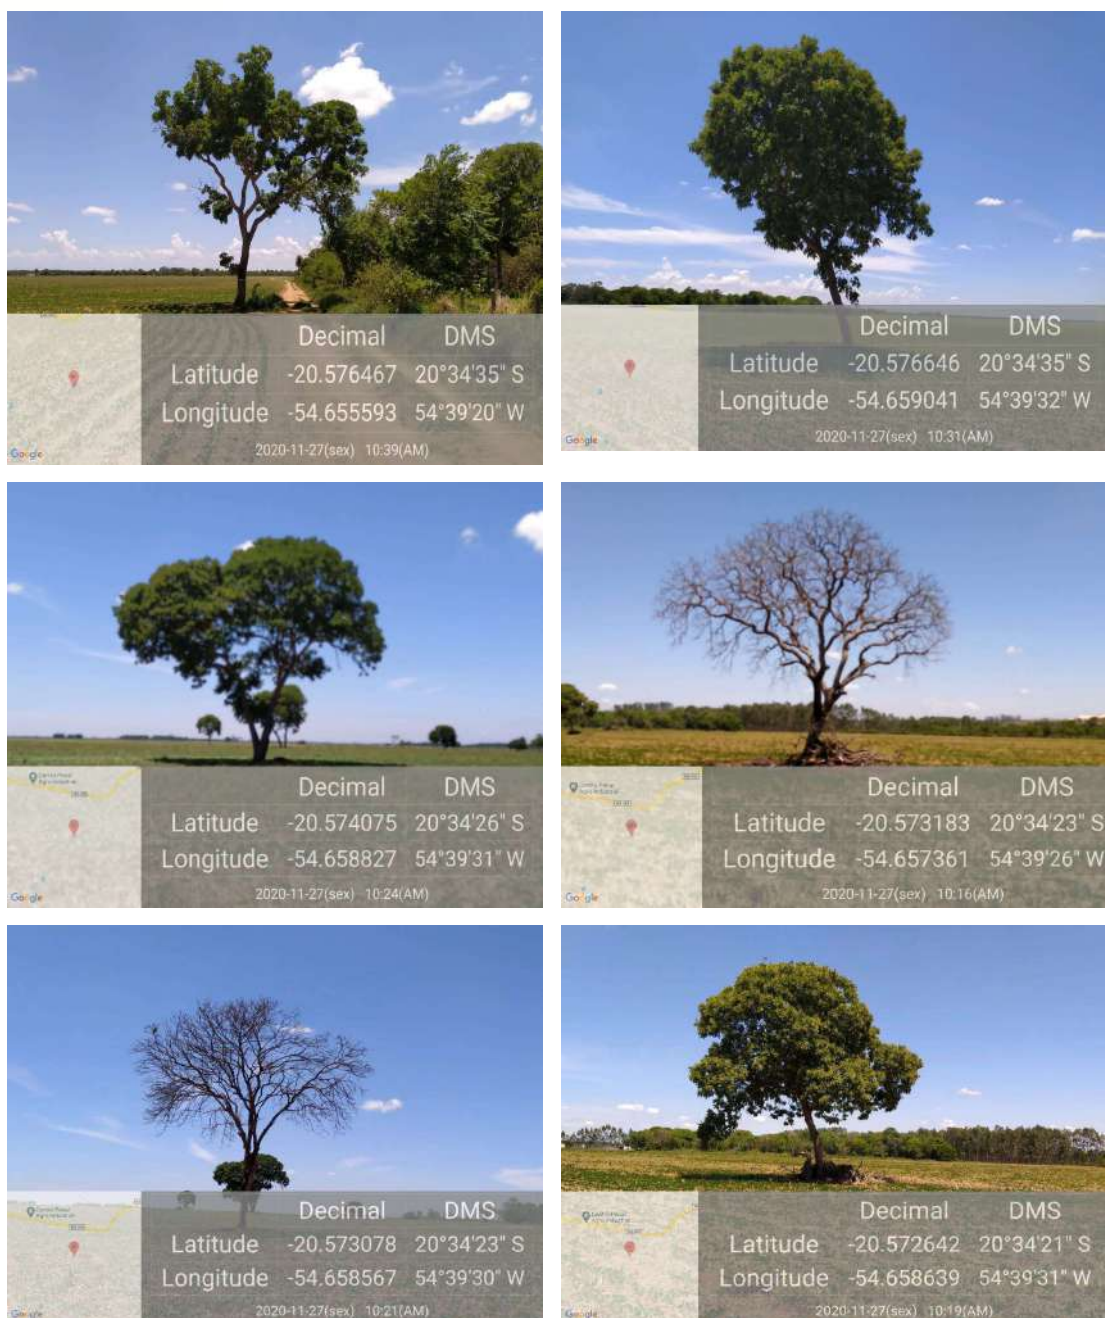 Decimal DMS
Latitude -20.576467 20°34'35" S
Longitude -54.655593 54°39'20" W
Google
2020-11-27(sex) 10:39(AM)
Decimal DMS
Latitude -20.576646 20°34'35" S
Longitude -54.659041 54°39'32" W
Google
2020-11-27(sex) 10:31(AM)
Decimal DMS
Latitude -20.574075 20°34'26" S
Longitude -54.658827 54°39'31" W
Google
2020-11-27(sex) 10:24(AM)
Decimal DMS
Latitude -20.573183 20°34'23" S
Longitude -54.657361 54°39'26" W
Google
2020-11-27(sex) 10:16(AM)
Decimal DMS
Latitude -20.573078 20°34'23" S
Longitude -54.658567 54°39'30" W
Google
2020-11-27(sex) 10:21(AM)
Decimal DMS
Latitude -20.572642 20°34'21" S
Longitude -54.658639 54°39'31" W
Google
2020-11-27(sex) 10:19(AM)